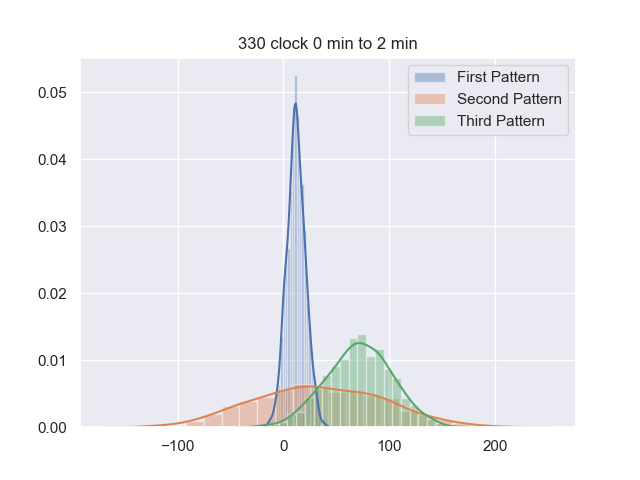 330 clock 0 min to 2 min
First Pattern
Second Pattern
Third Pattern
0.05
0.04
0.03
0.02
0.01
0.00
−100
0
100
200